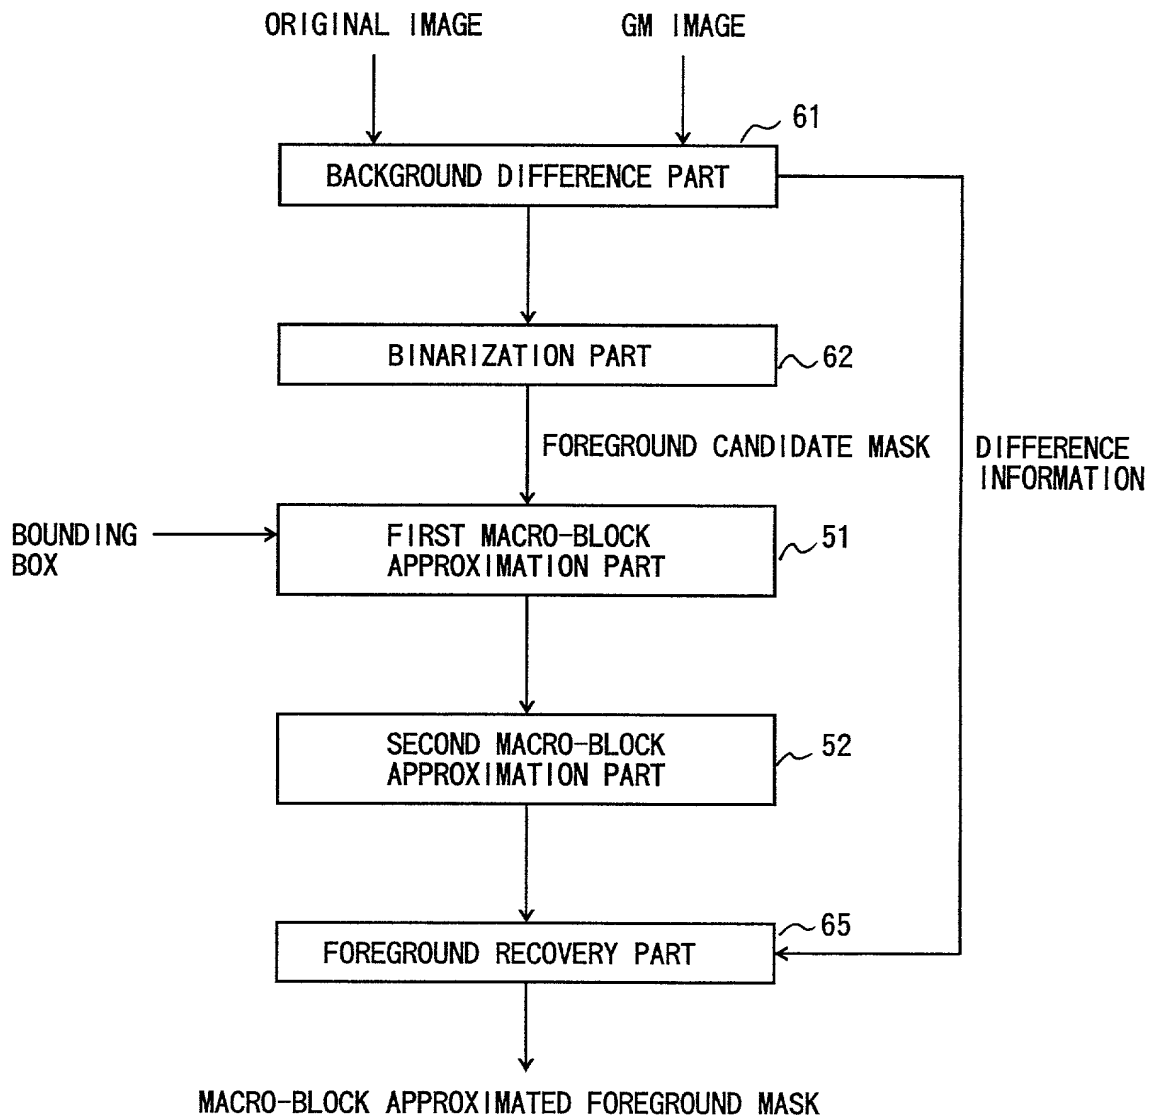 ORIGINAL IMAGE
GM IMAGE
61
BACKGROUND DIFFERENCE PART
BINARIZATION PART
62
FOREGROUND CANDIDATE MASK
DIFFERENCE
INFORMATION
BOUNDING
BOX
FIRST MACRO-BLOCK
APPROXIMATION PART
51
SECOND MACRO-BLOCK
APPROXIMATION PART
52
FOREGROUND RECOVERY PART
65
MACRO-BLOCK APPROXIMATED FOREGROUND MASK